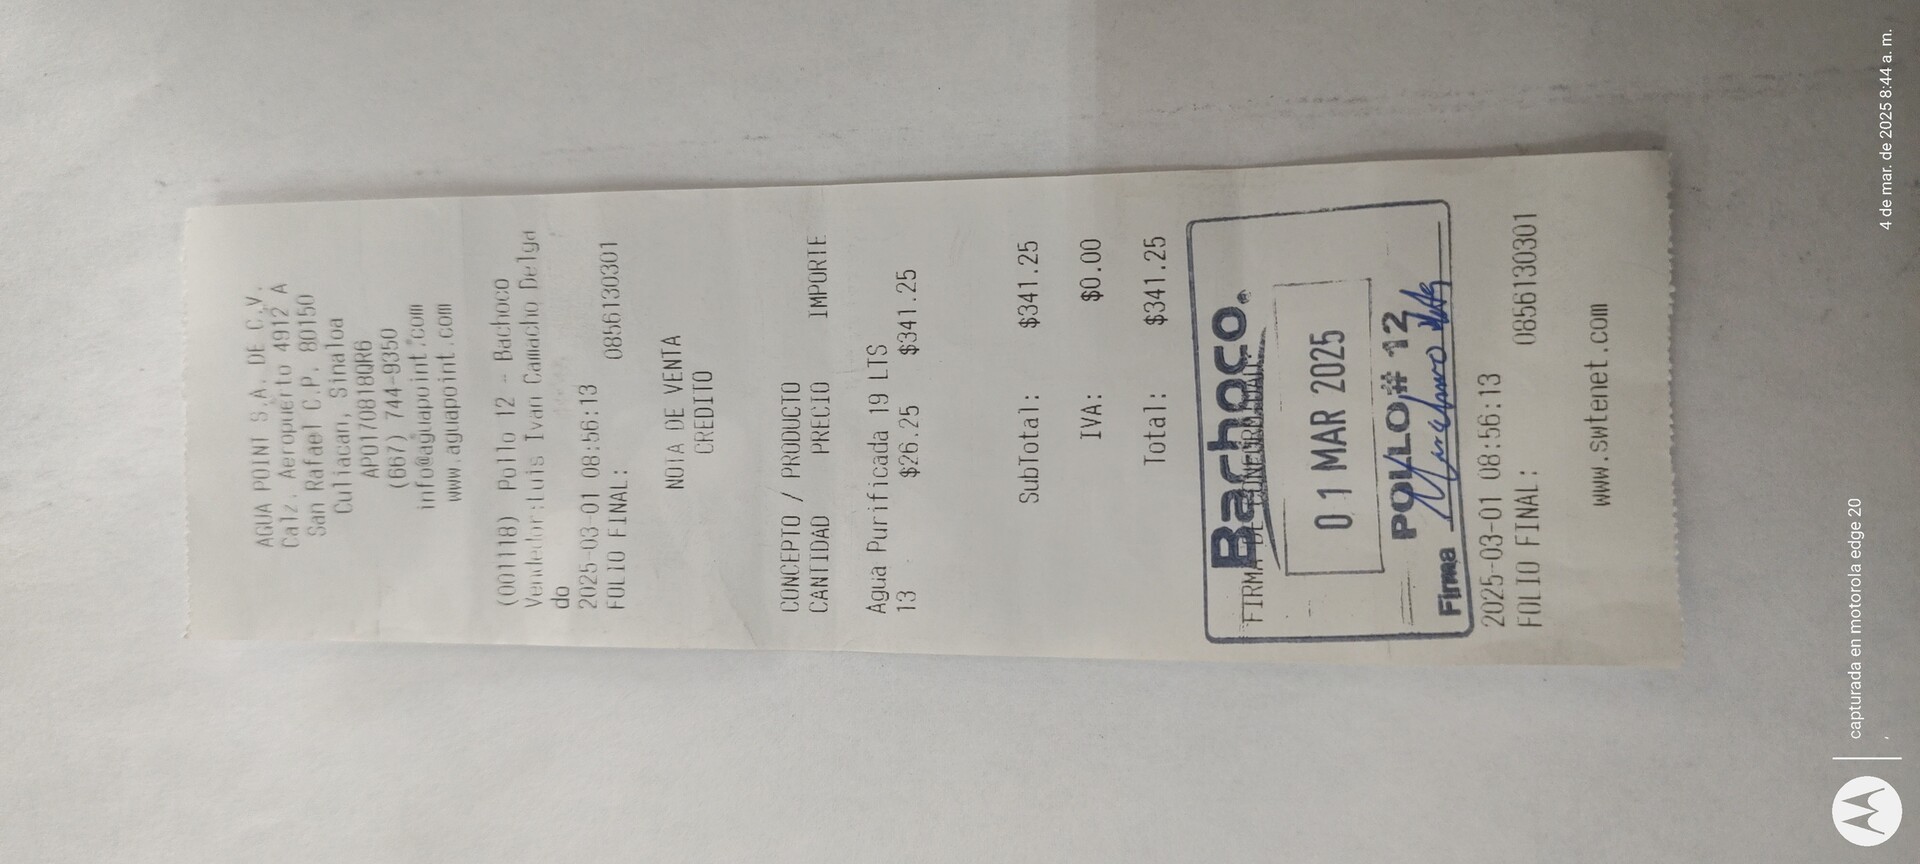 AGUA POINT S.A. DE C.V.
Calz. Aeropuerto 4912 A
San Rafael C.P. 80150
Culiacan, Sinaloa
APO170818QR6
(667) 744-9350
info@aguapoint.com
www.aguapoint.com
(001118) Pollo 12 - Bachoco
Vendedor:Luis Ivan Camacho Delga
do
2025-03-01 08:56:13
FOLIO FINAL: 0856130301
NOTA DE VENTA
CREDITO
CONCEPTO / PRODUCTO
CANTIDAD PRECIO IMPORTE
Agua Purificada 19 LTS
13 $26.25 $341.25
SubTotal: $341.25
IVA: $0.00
Total: $341.25
Bachoco.
FIRMA DE CONFORMIDAD
01 MAR 2025
POLLO# 12
Firma
2025-03-01 08:56:13
FOLIO FINAL: 0856130301
www.swtenet.com
capturada en motorola edge 20
4 de mar. de 2025 8:44 a. m.